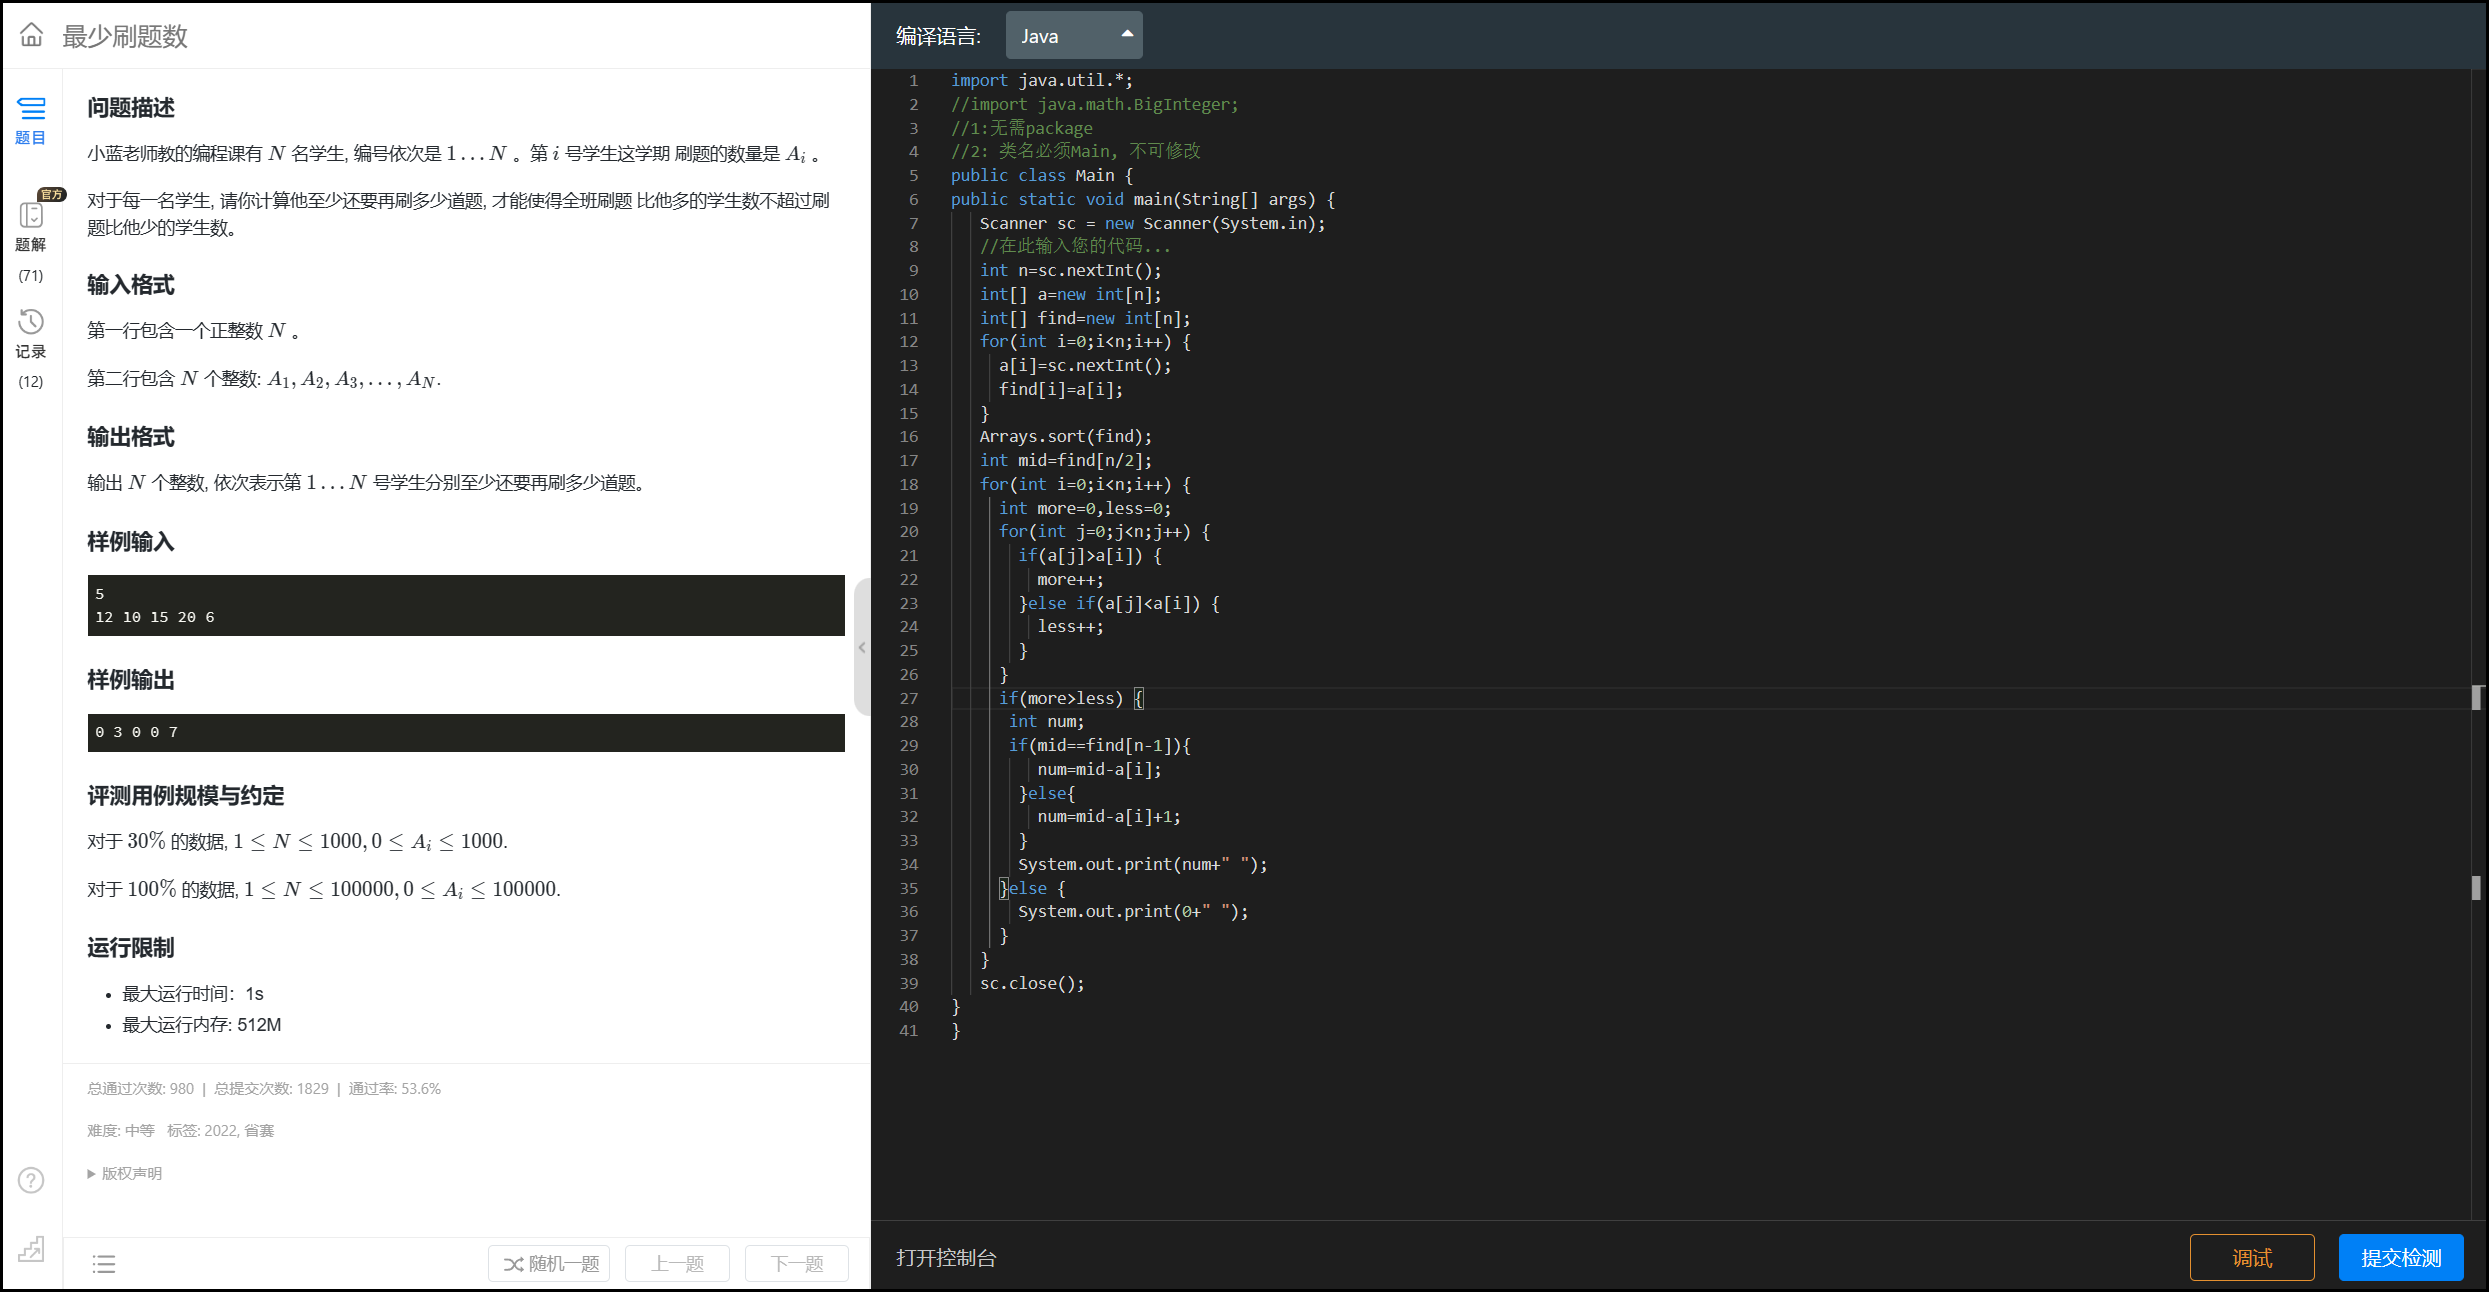 最少刷题数
题目
官方
题解
(71)
记录
(12)
问题描述
小蓝老师教的编程课有 N 名学生, 编号依次是 1…N 。第 i 号学生这学期 刷题的数量是 A_i 。
对于每一名学生, 请你计算他至少还要再刷多少道题, 才能使得全班刷题 比他多的学生数不超过刷
题比他少的学生数。
输入格式
第一行包含一个正整数 N 。
第二行包含 N 个整数: A_1, A_2, A_3, …, A_N.
输出格式
输出 N 个整数, 依次表示第 1…N 号学生分别至少还要再刷多少道题。
样例输入
5
12 10 15 20 6
样例输出
0 3 0 0 7
评测用例规模与约定
对于 30% 的数据, 1 ≤ N ≤ 1000, 0 ≤ A_i ≤ 1000.
对于 100% 的数据, 1 ≤ N ≤ 100000, 0 ≤ A_i ≤ 100000.
运行限制
• 最大运行时间：1s
• 最大运行内存: 512M
总通过次数: 980 | 总提交次数: 1829 | 通过率: 53.6%
难度: 中等 标签: 2022, 省赛
版权声明
随机一题 上一题 下一题
编译语言: Java
1 import java.util.*;
2 //import java.math.BigInteger;
3 //1:无需package
4 //2: 类名必须Main, 不可修改
5 public class Main {
6 public static void main(String[] args) {
7 Scanner sc = new Scanner(System.in);
8 //在此输入您的代码...
9 int n=sc.nextInt();
10 int[] a=new int[n];
11 int[] find=new int[n];
12 for(int i=0;i<n;i++) {
13 a[i]=sc.nextInt();
14 find[i]=a[i];
15 }
16 Arrays.sort(find);
17 int mid=find[n/2];
18 for(int i=0;i<n;i++) {
19 int more=0,less=0;
20 for(int j=0;j<n;j++) {
21 if(a[j]>a[i]) {
22 more++;
23 }else if(a[j]<a[i]) {
24 less++;
25 }
26 }
27 if(more>less) {
28 int num;
29 if(mid==find[n-1]){
30 num=mid-a[i];
31 }else{
32 num=mid-a[i]+1;
33 }
34 System.out.print(num+" ");
35 }else {
36 System.out.print(0+" ");
37 }
38 }
39 sc.close();
40 }
41 }
打开控制台 调试 提交检测